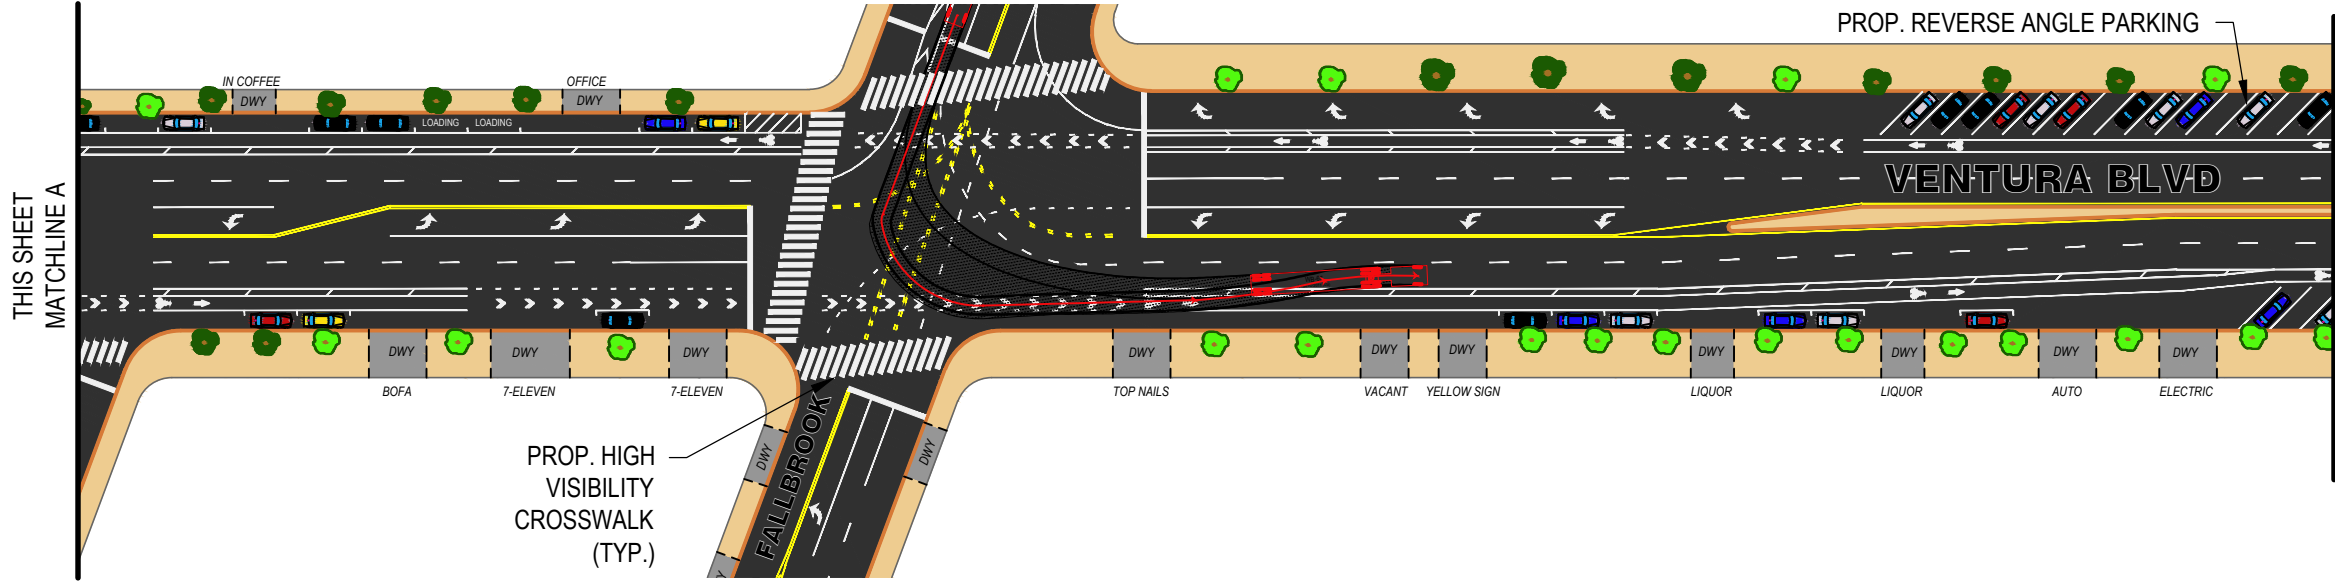 PROP. REVERSE ANGLE PARKING
IN COFFEE
OFFICE
DWY
DWY
LOADING
LOADING
VENTURA BLVD
THIS SHEET
MATCHLINE A
DWY
DWY
DWY
DWY
DWY
DWY
DWY
DWY
DWY
DWY
BOFA
7-ELEVEN
7-ELEVEN
TOP NAILS
VACANT
YELLOW SIGN
LIQUOR
LIQUOR
AUTO
ELECTRIC
PROP. HIGH
VISIBILITY
CROSSWALK
(TYP.)
FALLBROOK
DWY
DWY